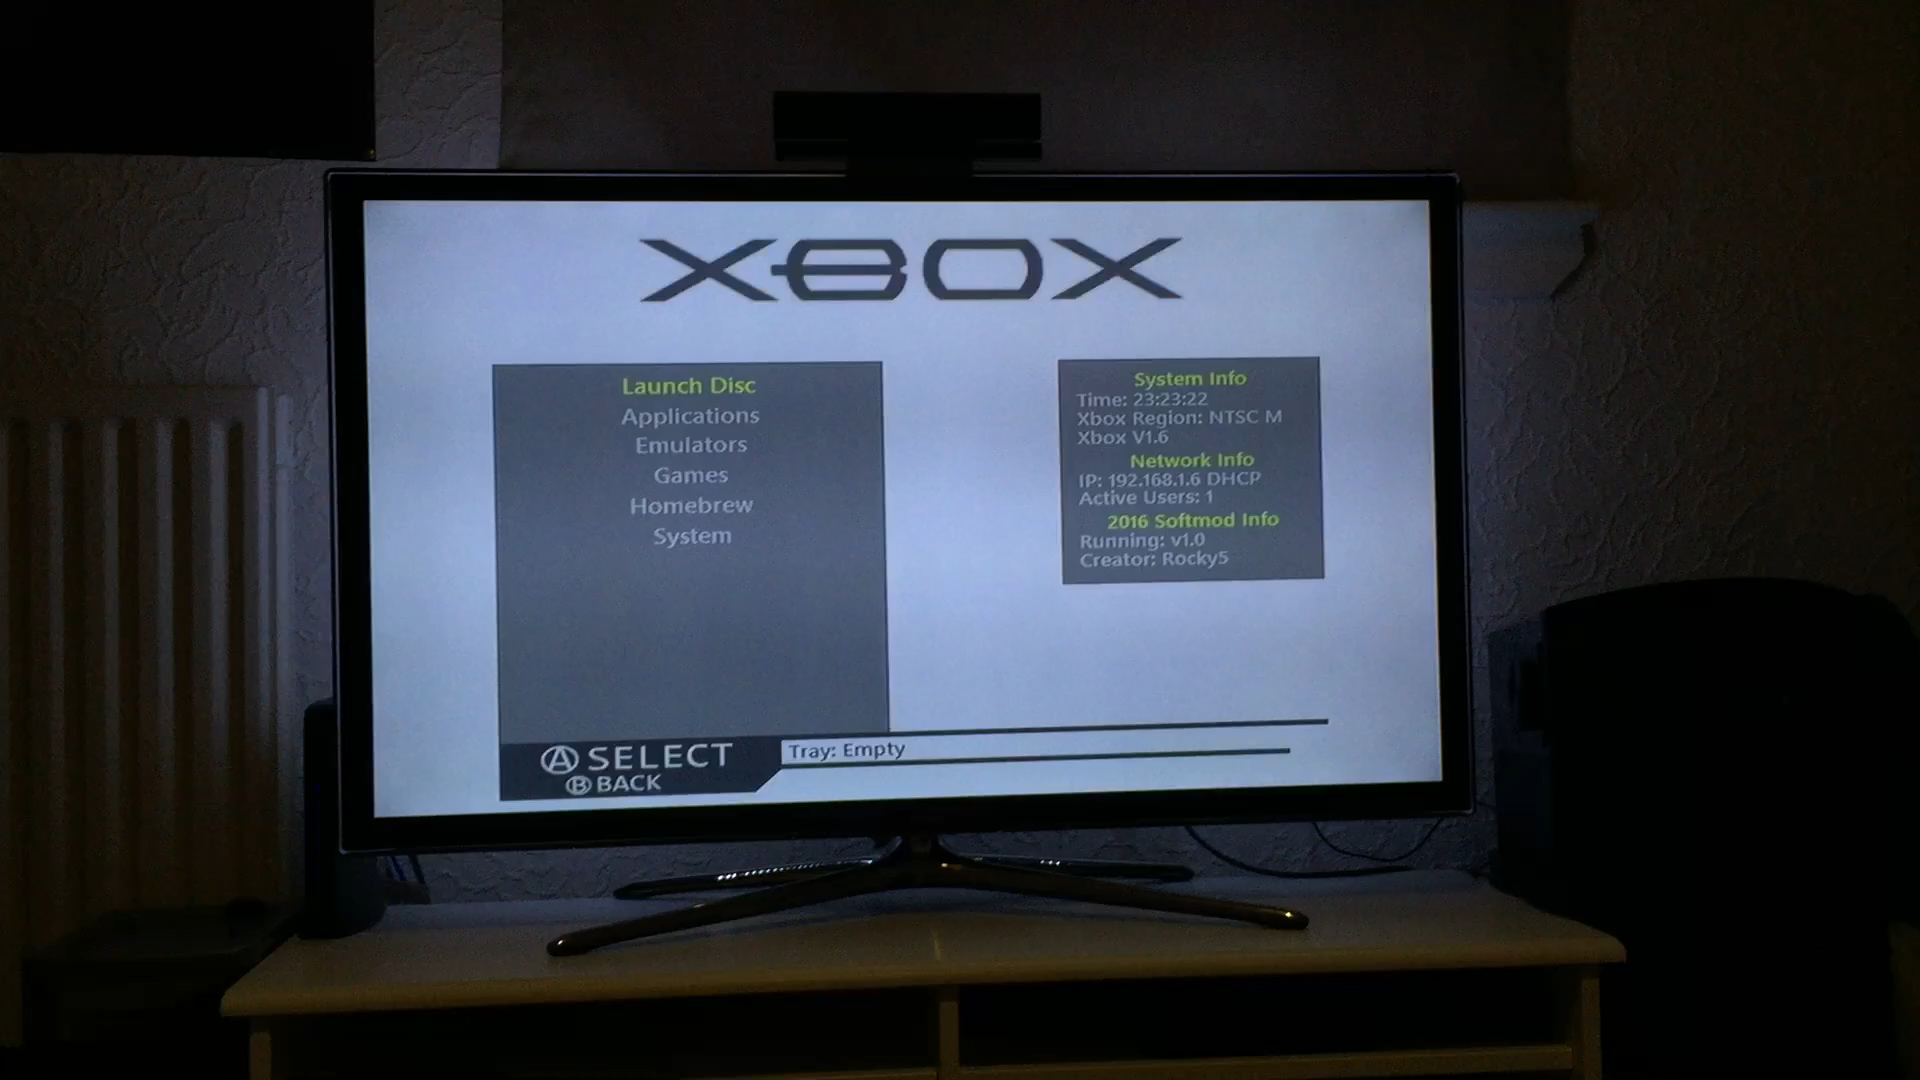 XBOX
Launch Disc
Applications
Emulators
Games
Homebrew
System
System Info
Time: 23:23:22
Xbox Region: NTSC M
Xbox V1.6
Network Info
IP: 192.168.1.6 DHCP
Active Users: 1
2016 Softmod Info
Running: v1.0
Creator: Rocky5
A SELECT
B BACK
Tray: Empty